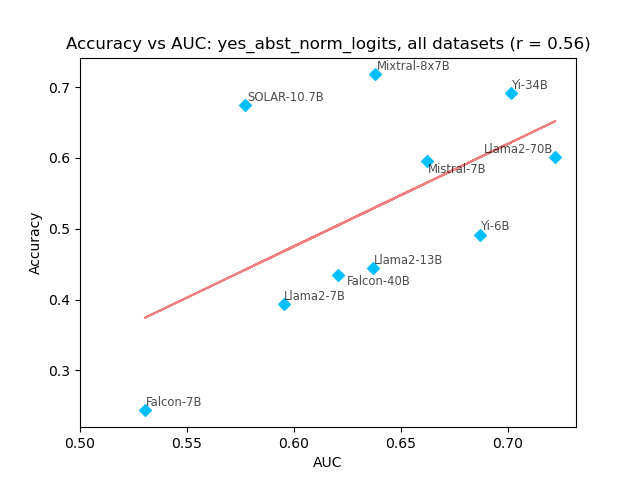 Accuracy vs AUC: yes_abst_norm_logits, all datasets (r = 0.56)
Mixtral-8x7B
Yi-34B
SOLAR-10.7B
Llama2-70B
Mistral-7B
Yi-6B
Llama2-13B
Falcon-40B
Llama2-7B
Falcon-7B
Accuracy
0.7
0.6
0.5
0.4
0.3
0.50
0.55
0.60
0.65
0.70
AUC